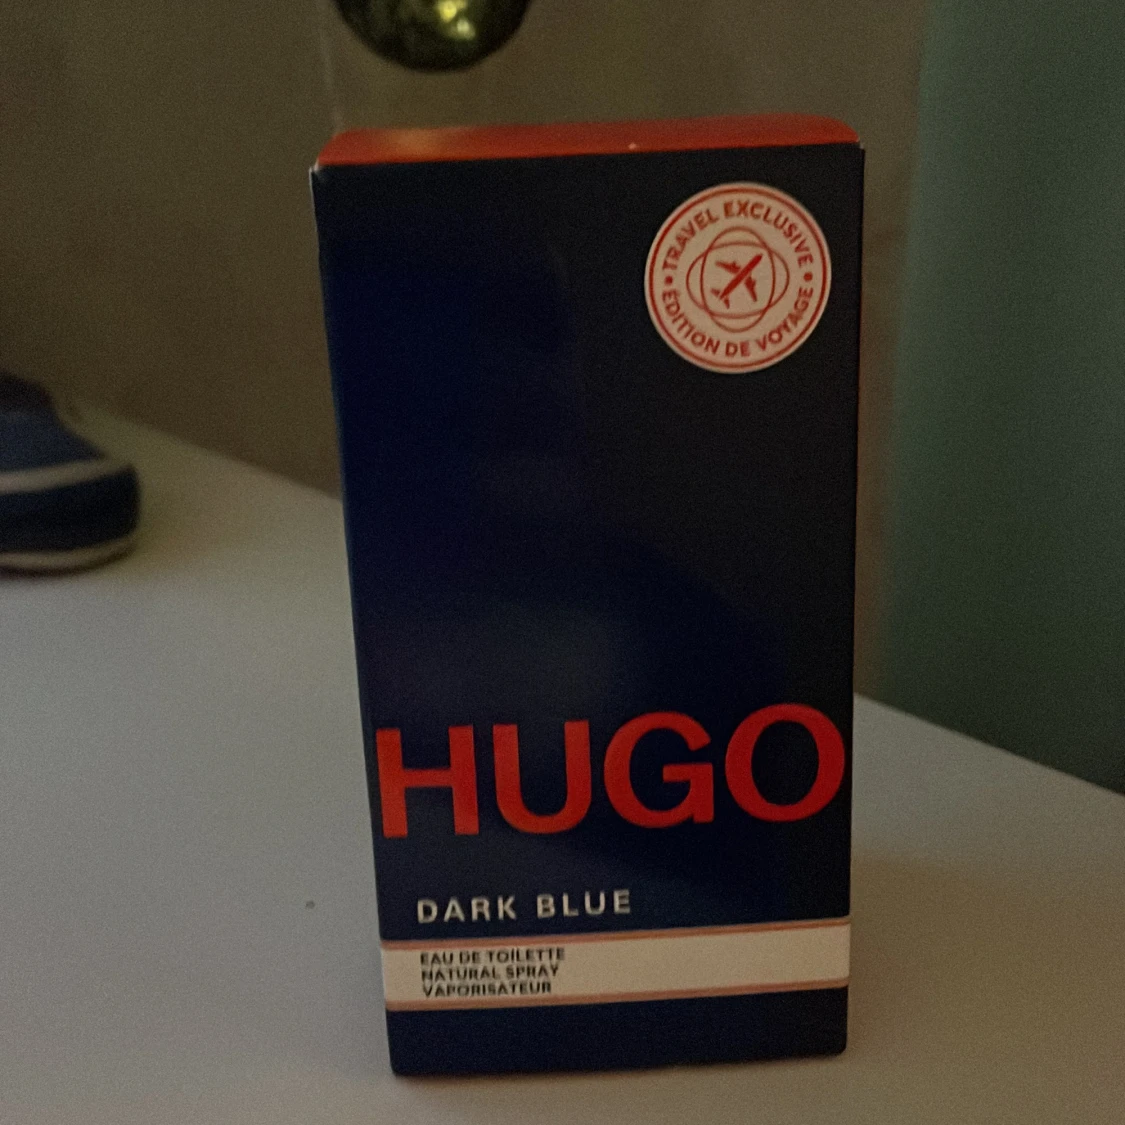 TRAVEL EXCLUSIVE
ÉDITION DE VOYAGE
HUGO
DARK BLUE
EAU DE TOILETTE
NATURAL SPRAY
VAPORISATEUR